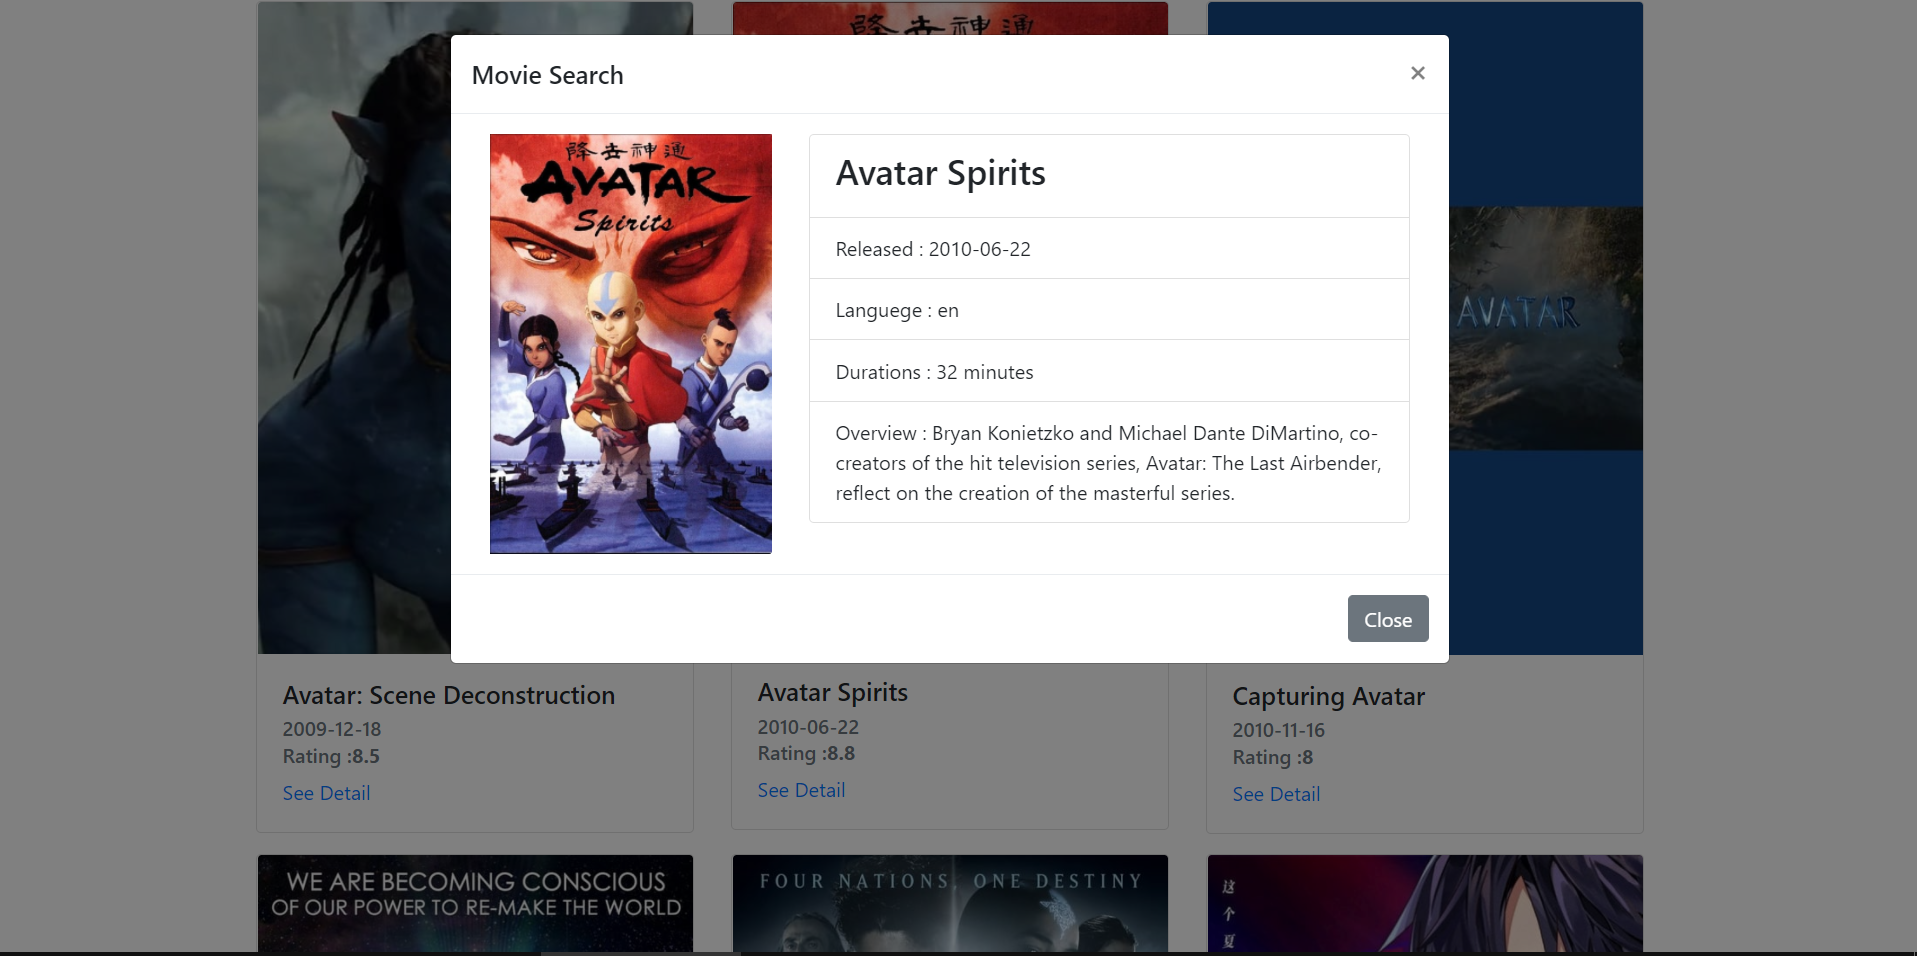 降去神通
Movie Search
×
降去神通
AVATAR
Spirits
Avatar Spirits
Released : 2010-06-22
Languege : en
Durations : 32 minutes
Overview : Bryan Konietzko and Michael Dante DiMartino, co-
creators of the hit television series, Avatar: The Last Airbender,
reflect on the creation of the masterful series.
Close
AVATAR
Avatar: Scene Deconstruction
2009-12-18
Rating :8.5
See Detail
Avatar Spirits
2010-06-22
Rating :8.8
See Detail
Capturing Avatar
2010-11-16
Rating :8
See Detail
WE ARE BECOMING CONSCIOUS
OF OUR POWER TO RE-MAKE THE WORLD
FOUR NATIONS, ONE DESTINY
这个夏